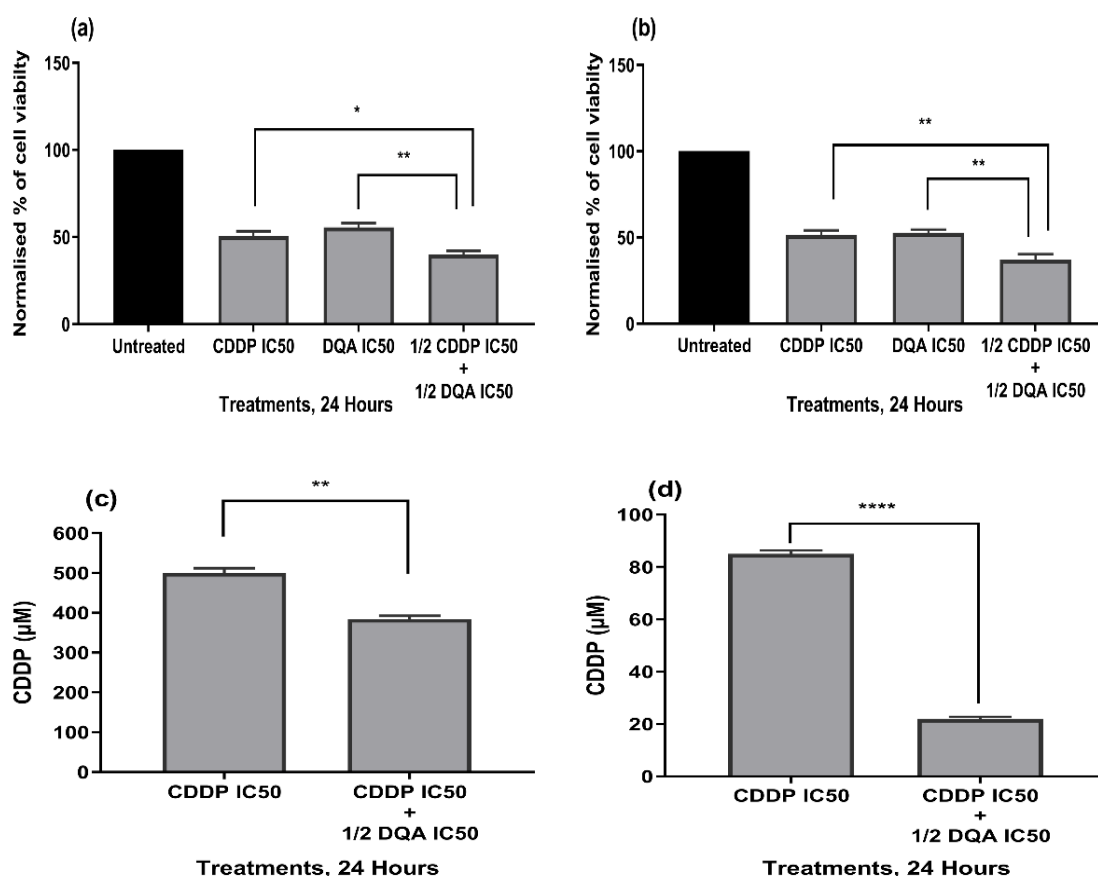 (a)
Normalised % of cell viabilty
150
100
50
0
*
**
Untreated
CDDP IC50
DQA IC50
1/2 CDDP IC50
+
1/2 DQA IC50
Treatments, 24 Hours
(b)
Normalised % of cell viabilty
150
100
50
0
**
**
Untreated
CDDP IC50
DQA IC50
1/2 CDDP IC50
+
1/2 DQA IC50
Treatments, 24 Hours
(c)
CDDP (µM)
600
500
400
300
200
100
0
**
CDDP IC50
CDDP IC50
+
1/2 DQA IC50
Treatments, 24 Hours
(d)
CDDP (µM)
100
80
60
40
20
0
****
CDDP IC50
CDDP IC50
+
1/2 DQA IC50
Treatments, 24 Hours